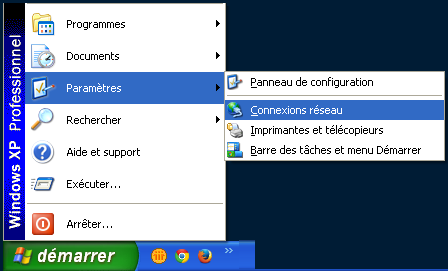 Windows XP Professionnel
Programmes
Documents
Paramètres
Rechercher
Aide et support
Exécuter...
Arrêter...
Panneau de configuration
Connexions réseau
Imprimantes et télécopieurs
Barre des tâches et menu Démarrer
démarrer
»